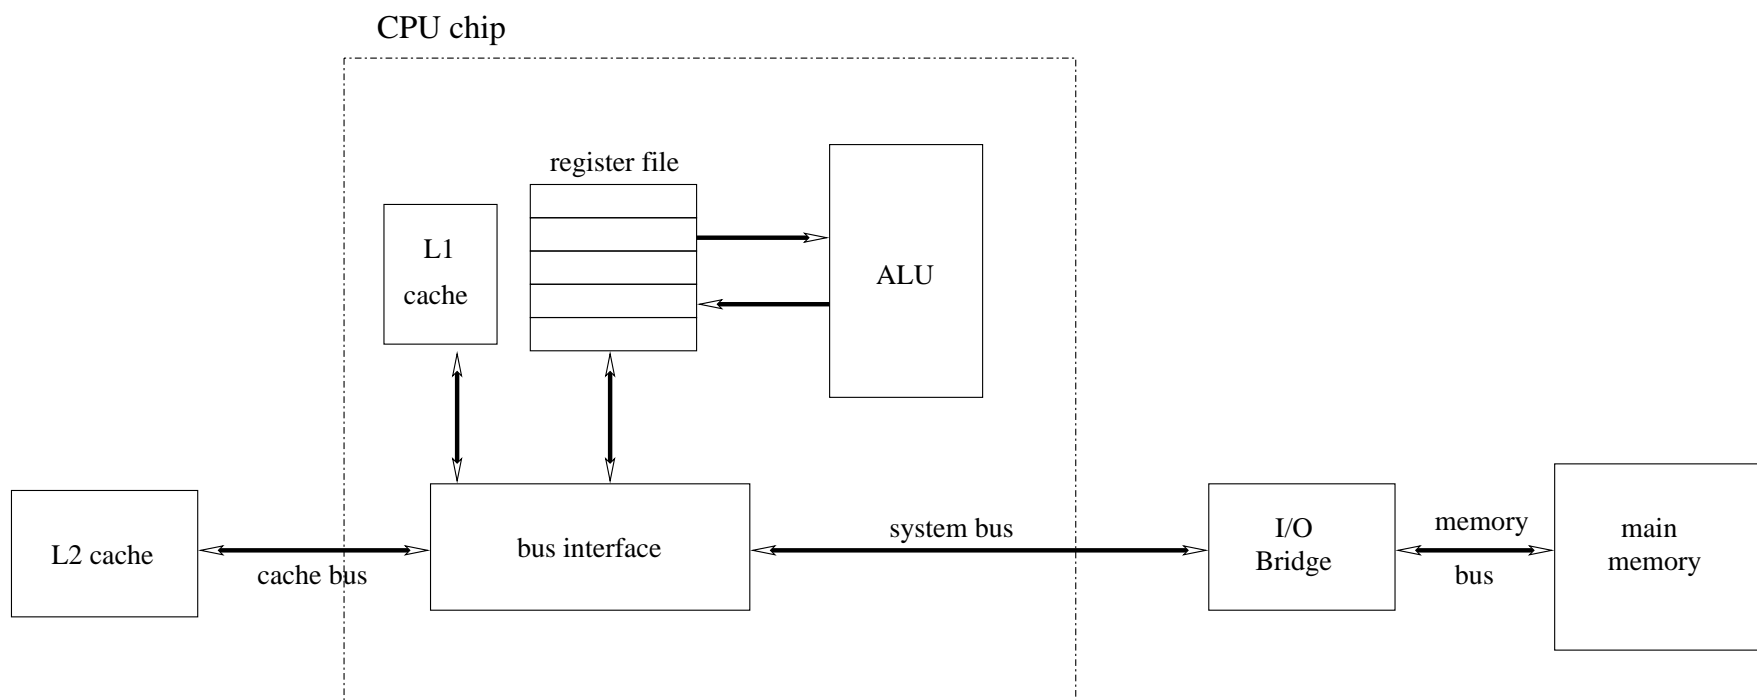 CPU chip
register file
L1
cache
ALU
L2 cache
cache bus
bus interface
system bus
I/O
Bridge
memory
bus
main
memory